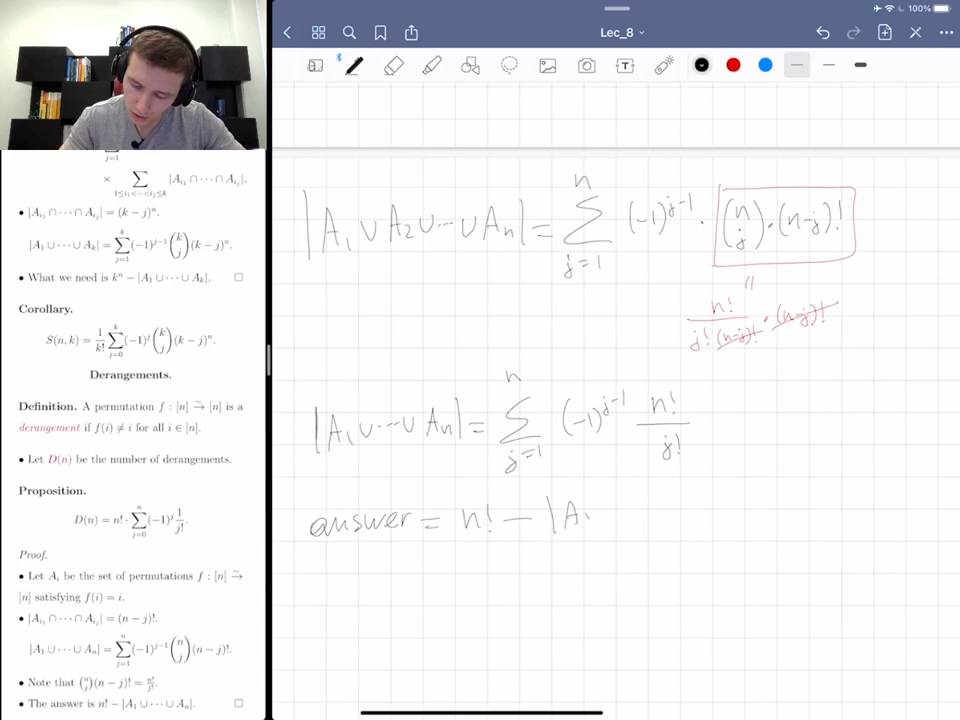 100%
Lec_8
j=1
× ∑ |A_{i_1} ∩ ⋯ ∩ A_{i_j}|.
1≤i_1<⋯<i_j≤k
• |A_{i_1} ∩ ⋯ ∩ A_{i_j}| = (k − j)^n.
|A_1 ∪ ⋯ ∪ A_k| = ∑_{j=1}^{k} (−1)^{j−1} \binom{k}{j} (k − j)^n.
• What we need is k^n − |A_1 ∪ ⋯ ∪ A_k|. □
Corollary.
S(n, k) = \frac{1}{k!} ∑_{j=0}^{k} (−1)^j \binom{k}{j} (k − j)^n.
Derangements.
Definition. A permutation f : [n] →~ [n] is a
derangement if f(i) ≠ i for all i ∈ [n].
• Let D(n) be the number of derangements.
Proposition.
D(n) = n! · ∑_{j=0}^{n} (−1)^j \frac{1}{j!}.
Proof.
• Let A_i be the set of permutations f : [n] →~
[n] satisfying f(i) = i.
• |A_{i_1} ∩ ⋯ ∩ A_{i_j}| = (n − j)!.
|A_1 ∪ ⋯ ∪ A_n| = ∑_{j=1}^{n} (−1)^{j−1} \binom{n}{j} (n − j)!.
• Note that \binom{n}{j}(n − j)! = \frac{n!}{j!}.
• The answer is n! − |A_1 ∪ ⋯ ∪ A_n|. □
|A_1 ∪ A_2 ∪ ⋯ ∪ A_n| = ∑_{j=1}^{n} (−1)^{j−1} · \binom{n}{j} · (n−j)!
=
\frac{n!}{j! (n−j)!} · (n−j)!
|A_1 ∪ ⋯ ∪ A_n| = ∑_{j=1}^{n} (−1)^{j−1} \frac{n!}{j!}
answer = n! − |A